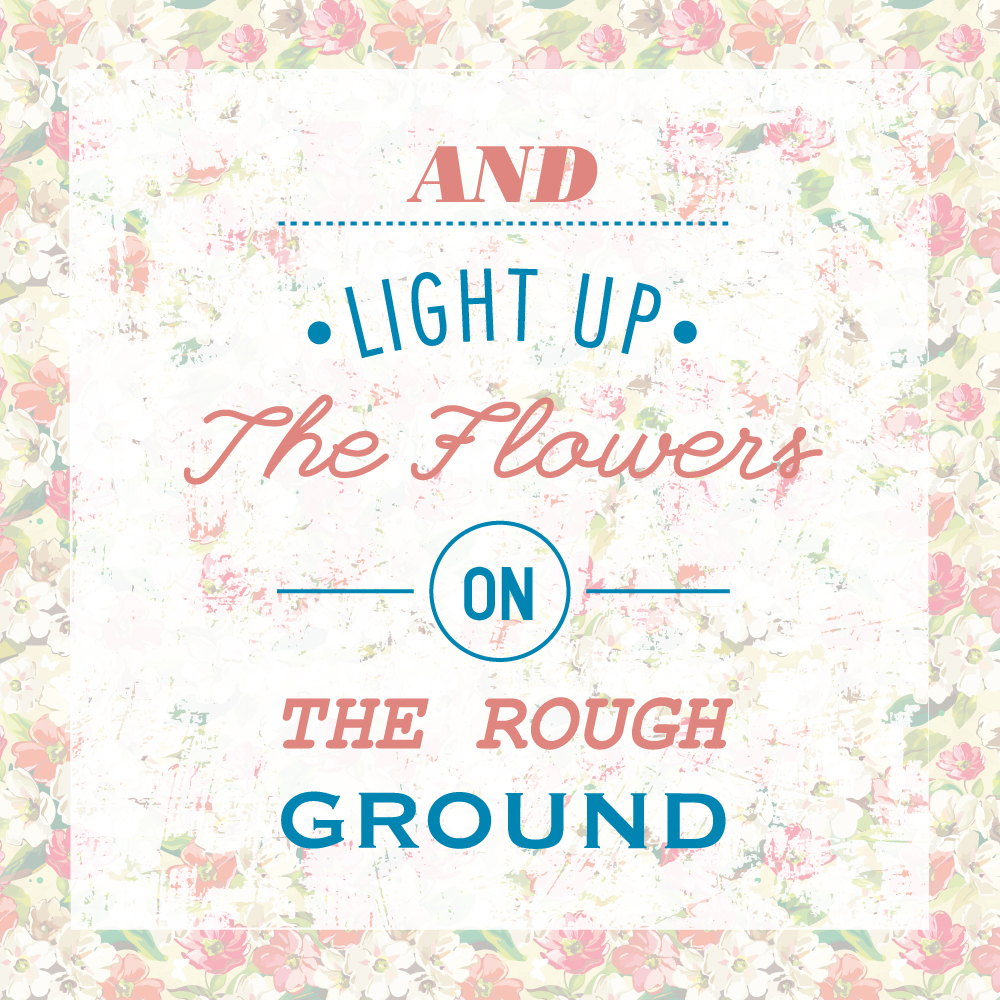 AND
LIGHT UP
The Flowers
ON
THE ROUGH
GROUND